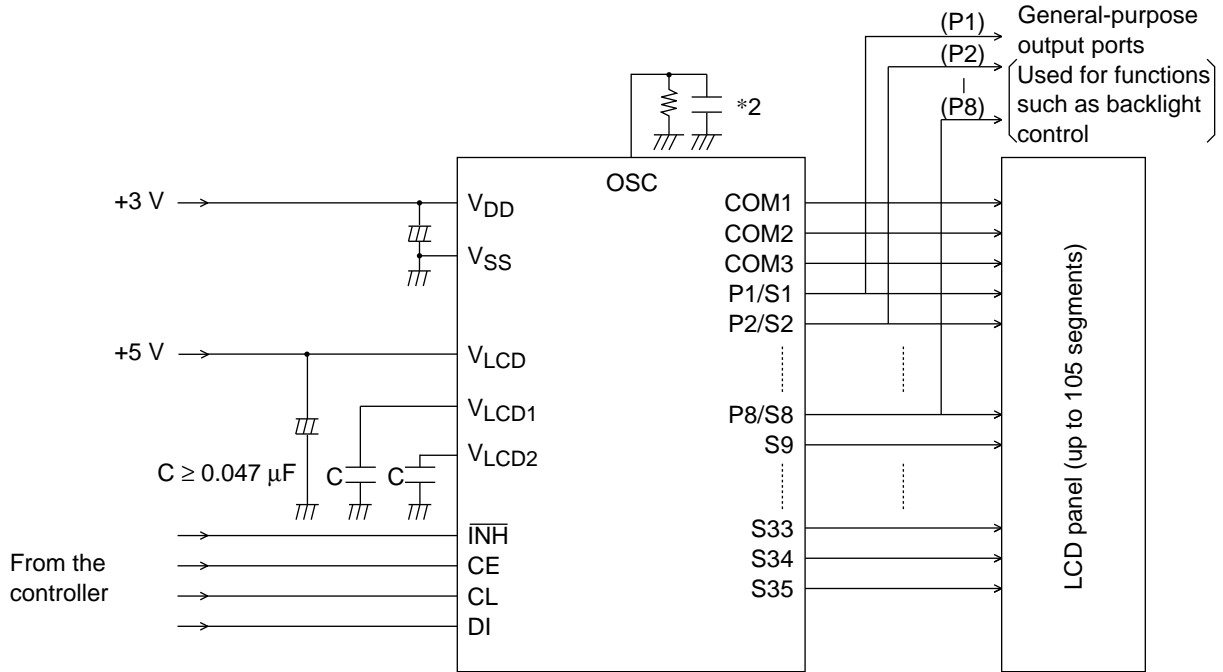 (P1)
General-purpose
output ports
(P2)
Used for functions
such as backlight
control
(P8)
*2
OSC
+3 V
VDD
VSS
+5 V
VLCD
VLCD1
VLCD2
C ≥ 0.047 µF
C
C
INH
From the
controller
CE
CL
DI
COM1
COM2
COM3
P1/S1
P2/S2
P8/S8
S9
S33
S34
S35
LCD panel (up to 105 segments)